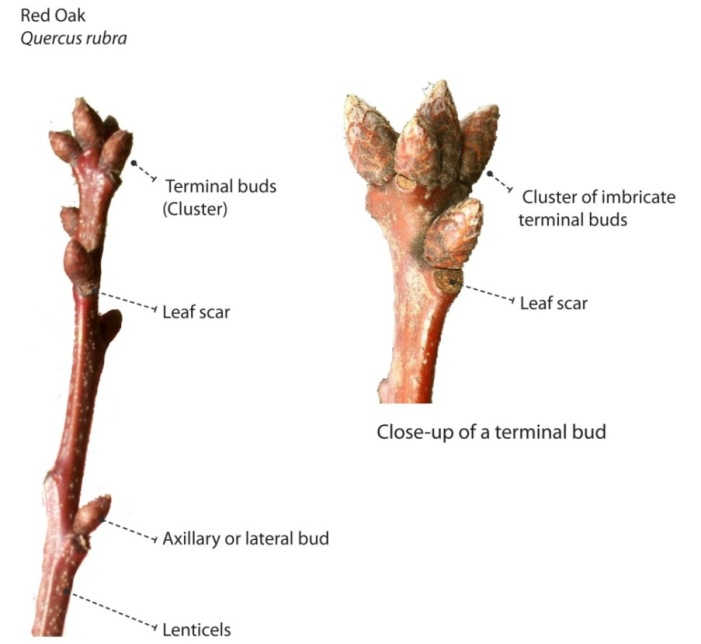 Red Oak
Quercus rubra
Terminal buds
(Cluster)
Leaf scar
Axillary or lateral bud
Lenticels
Cluster of imbricate
terminal buds
Leaf scar
Close-up of a terminal bud